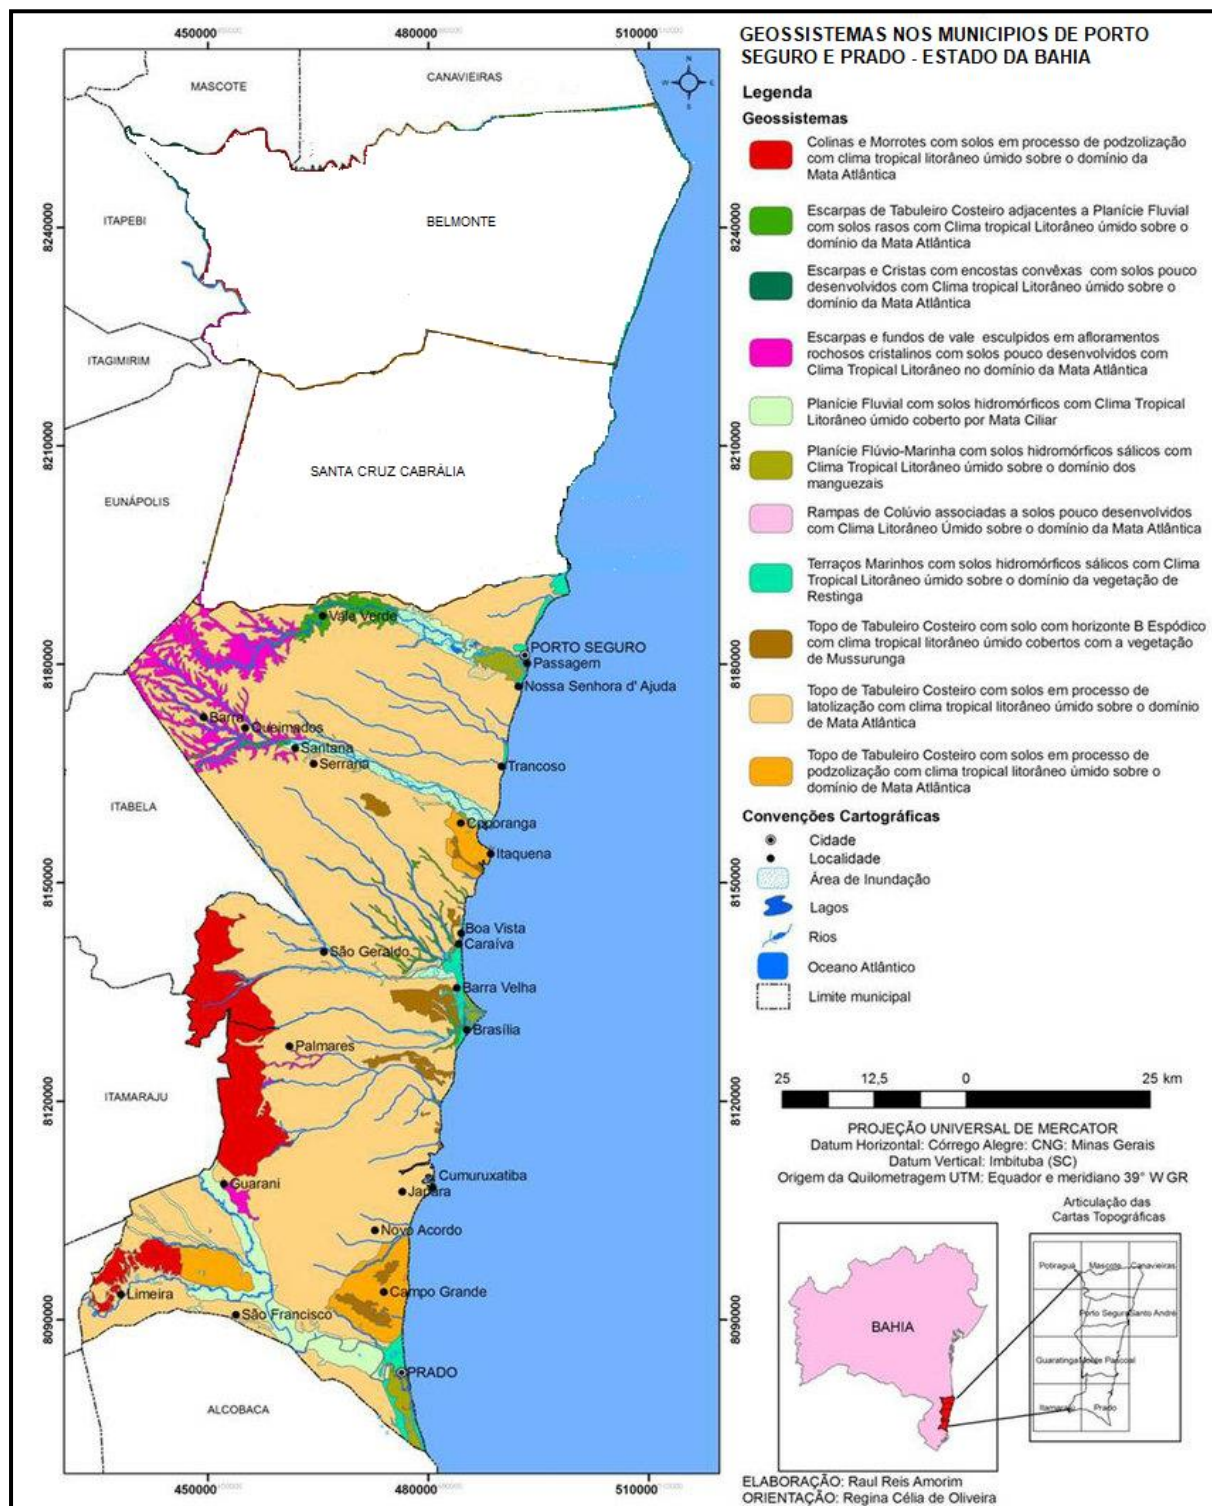 GEOSSISTEMAS NOS MUNICIPIOS DE PORTO
SEGURO E PRADO - ESTADO DA BAHIA
Legenda
Geossistemas
Colinas e Morrotes com solos em processo de podzolização
com clima tropical litorâneo úmido sobre o domínio da
Mata Atlântica
Escarpas de Tabuleiro Costeiro adjacentes a Planície Fluvial
com solos rasos com Clima tropical Litorâneo úmido sobre o
domínio da Mata Atlântica
Escarpas e Cristas com encostas convêxas com solos pouco
desenvolvidos com Clima tropical Litorâneo úmido sobre o
domínio da Mata Atlântica
Escarpas e fundos de vale esculpidos em afloramentos
rochosos cristalinos com solos pouco desenvolvidos com
Clima Tropical Litorâneo no domínio da Mata Atlântica
Planície Fluvial com solos hidromórficos com Clima Tropical
Litorâneo úmido coberto por Mata Ciliar
Planície Flúvio-Marinha com solos hidromórficos sálicos com
Clima Tropical Litorâneo úmido sobre o domínio dos
manguezais
Rampas de Colúvio associadas a solos pouco desenvolvidos
com Clima Litorâneo Úmido sobre o domínio da Mata Atlântica
Terraços Marinhos com solos hidromórficos sálicos com Clima
Tropical Litorâneo úmido sobre o domínio da vegetação de
Restinga
Topo de Tabuleiro Costeiro com solo com horizonte B Espódico
com clima tropical litorâneo úmido cobertos com a vegetação
de Mussurunga
Topo de Tabuleiro Costeiro com solos em processo de
latolização com clima tropical litorâneo úmido sobre o domínio
de Mata Atlântica
Topo de Tabuleiro Costeiro com solos em processo de
podzolização com clima tropical litorâneo úmido sobre o
domínio de Mata Atlântica
Convenções Cartográficas
Cidade
Localidade
Área de Inundação
Lagos
Rios
Oceano Atlântico
Limite municipal
25 12,5 0 25 km
PROJEÇÃO UNIVERSAL DE MERCATOR
Datum Horizontal: Córrego Alegre: CNG: Minas Gerais
Datum Vertical: Imbituba (SC)
Origem da Quilometragem UTM: Equador e meridiano 39° W GR
Articulação das
Cartas Topográficas
Potiraguá Mascote Canavieiras
Porto Seguro Santo André
Guaratinga Monte Pascoal
Itamaraju Prado
BAHIA
ELABORAÇÃO: Raul Reis Amorim
ORIENTAÇÃO: Regina Célia de Oliveira
450000 480000 510000
N
W E
S
MASCOTE
CANAVIEIRAS
ITAPEBI
BELMONTE
8240000 8240000
ITAGIMIRIM
8210000 8210000
SANTA CRUZ CABRÁLIA
EUNÁPOLIS
Vale Verde
PORTO SEGURO
8180000 8180000
Passagem
Nossa Senhora d' Ajuda
Barra
Queimados
Santana
Serraria
Trancoso
ITABELA
Coporanga
Itaquena
8150000 8150000
Boa Vista
Caraíva
São Geraldo
Barra Velha
Brasília
Palmares
ITAMARAJU
8120000 8120000
Cumuruxatiba
Guarani
Japara
Novo Acordo
Limeira
Campo Grande
São Francisco
8090000 8090000
PRADO
ALCOBACA
450000 480000 510000